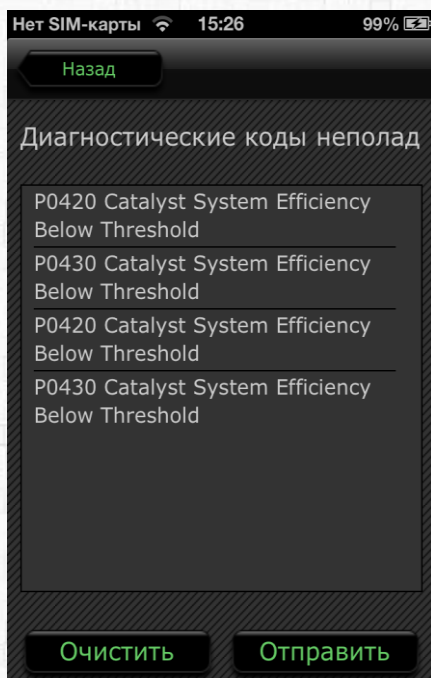 Нет SIM-карты 15:26 99%
Назад
Диагностические коды неполад
P0420 Catalyst System Efficiency
Below Threshold
P0430 Catalyst System Efficiency
Below Threshold
P0420 Catalyst System Efficiency
Below Threshold
P0430 Catalyst System Efficiency
Below Threshold
Очистить Отправить